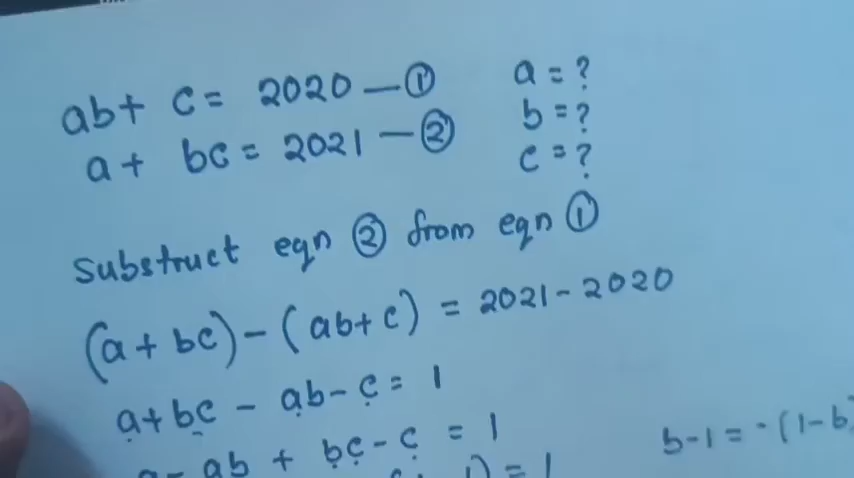 ab + c = 2020 — ①
a + bc = 2021 — ②
a = ?
b = ?
c = ?
substruct eqn ② from eqn ①
(a + bc) - (ab + c) = 2021 - 2020
a + bc - ab - c = 1
a - ab + bc - c = 1
) = 1
b - 1 = - (1 - b)